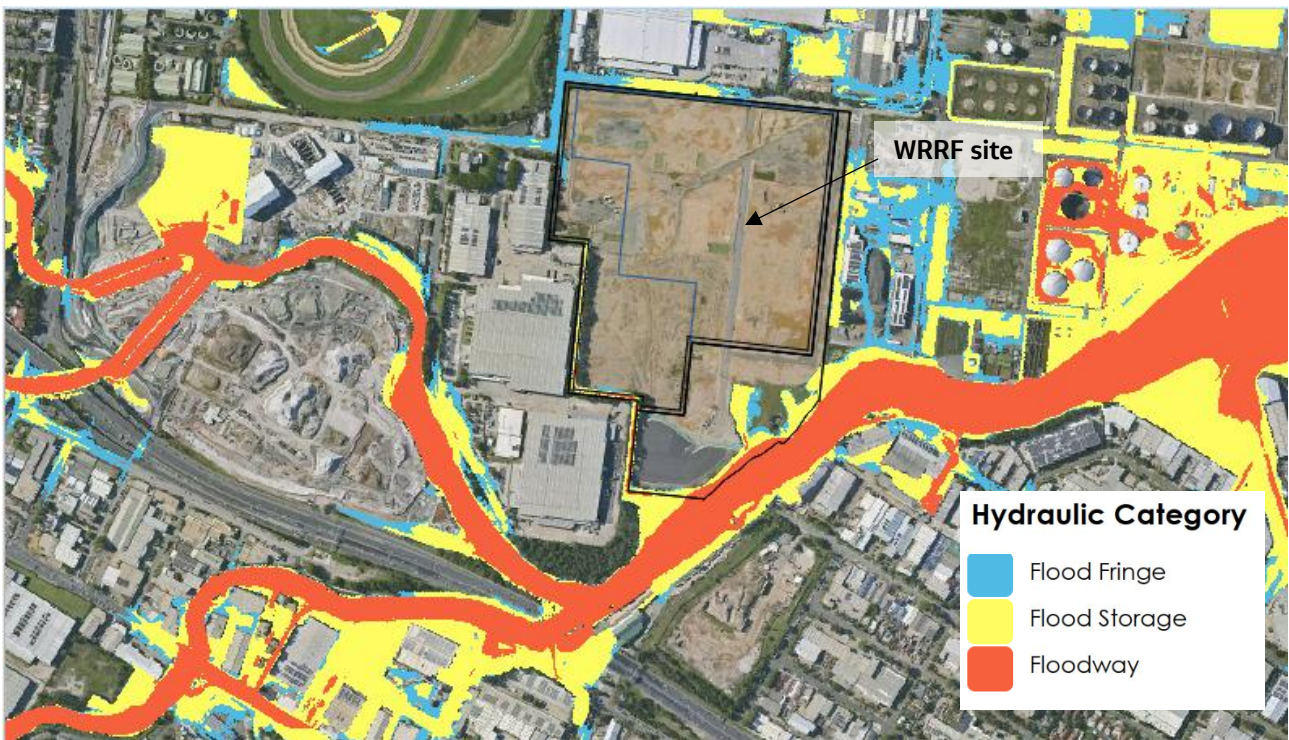 WRRF site
Hydraulic Category
Flood Fringe
Flood Storage
Floodway